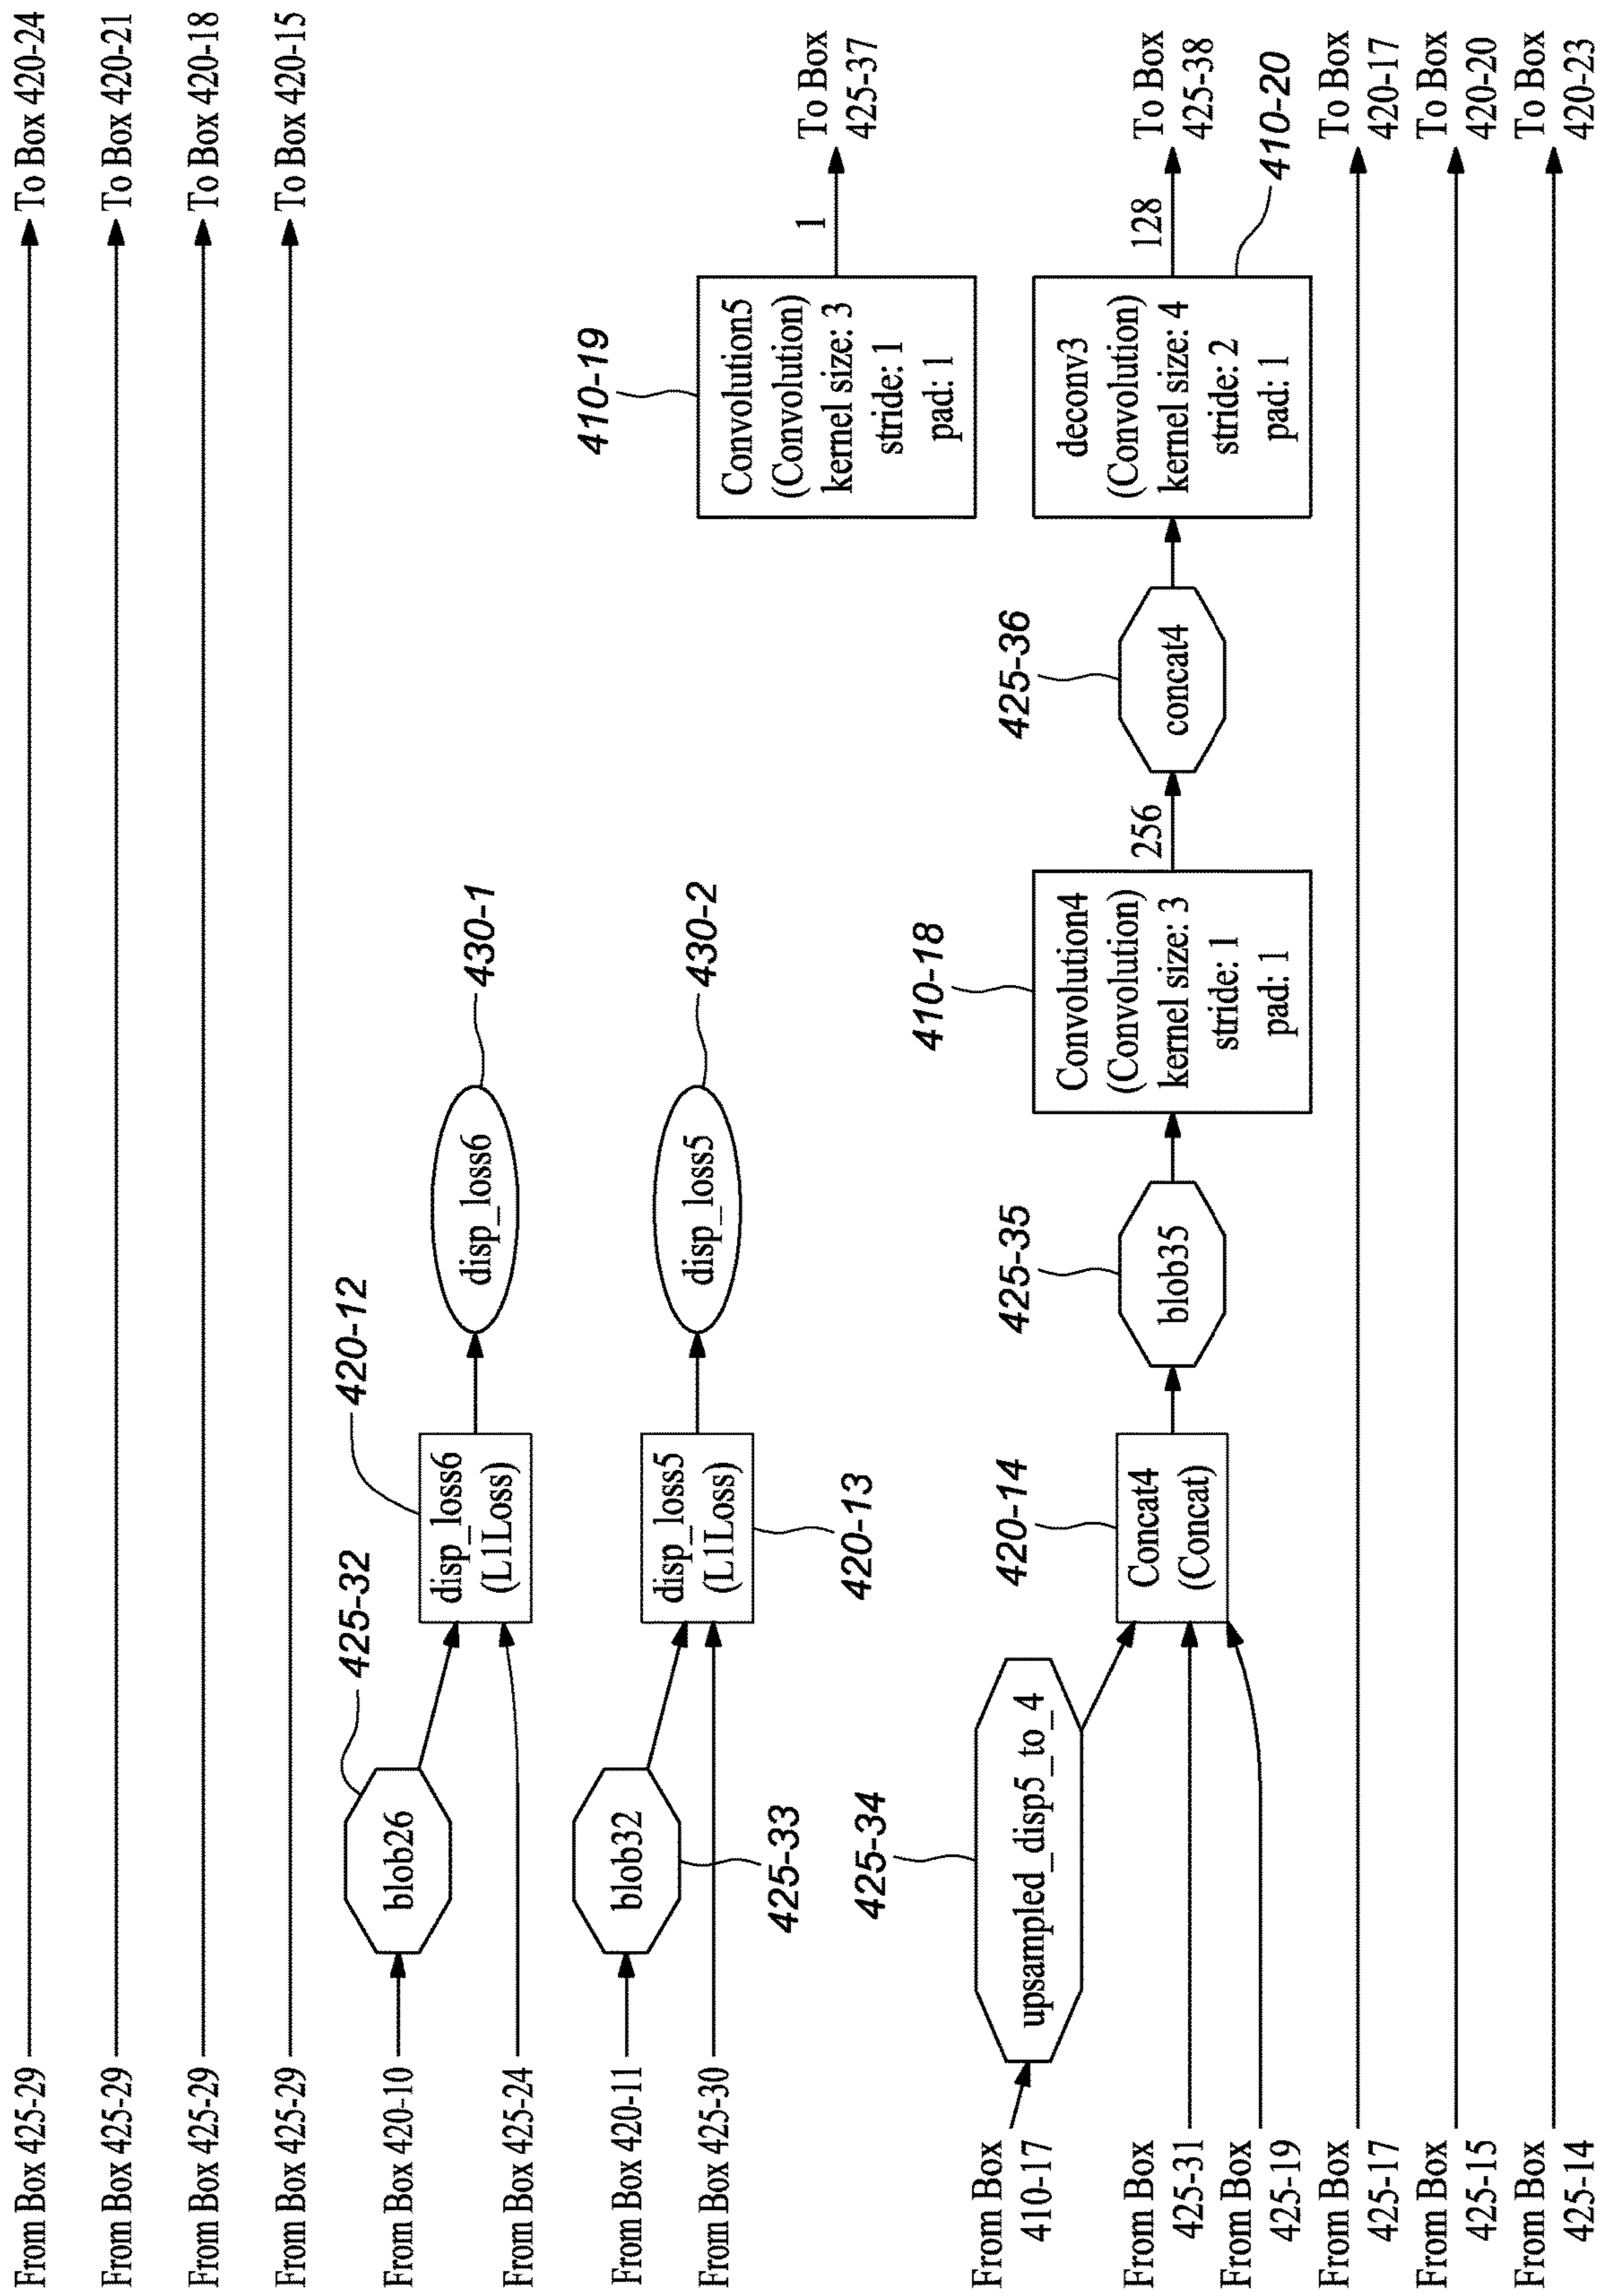 From Box 425-29
To Box 420-24
From Box 425-29
To Box 420-21
From Box 425-29
To Box 420-18
From Box 425-29
To Box 420-15
From Box 420-10
blob26
425-32
From Box 425-24
disp_loss6
(L1Loss)
420-12
disp_loss6
430-1
From Box 420-11
blob32
425-33
From Box 425-30
disp_loss5
(L1Loss)
420-13
disp_loss5
430-2
410-19
Convolution5
(Convolution)
kernel size: 3
stride: 1
pad: 1
1
To Box
425-37
From Box
410-17
425-34
upsampled_disp5_to_4
From Box
425-31
From Box
425-19
420-14
Concat4
(Concat)
425-35
blob35
410-18
Convolution4
(Convolution)
kernel size: 3
stride: 1
pad: 1
256
425-36
concat4
deconv3
(Convolution)
kernel size: 4
stride: 2
pad: 1
410-20
128
To Box
425-38
From Box
425-17
To Box
420-17
From Box
425-15
To Box
420-20
From Box
425-14
To Box
420-23